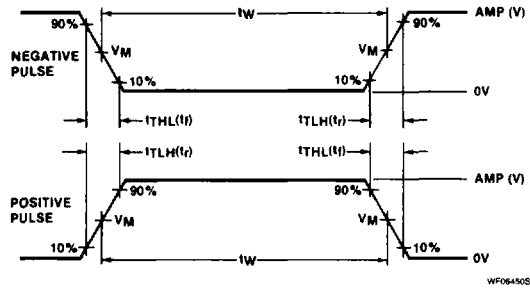 tW
AMP (V)
90%
90%
NEGATIVE
PULSE
VM
VM
10%
10%
0V
tTHL(tf)
tTLH(tr)
tTLH(tr)
tTHL(tf)
AMP (V)
90%
90%
POSITIVE
PULSE
VM
VM
10%
10%
0V
tW
WF06450S